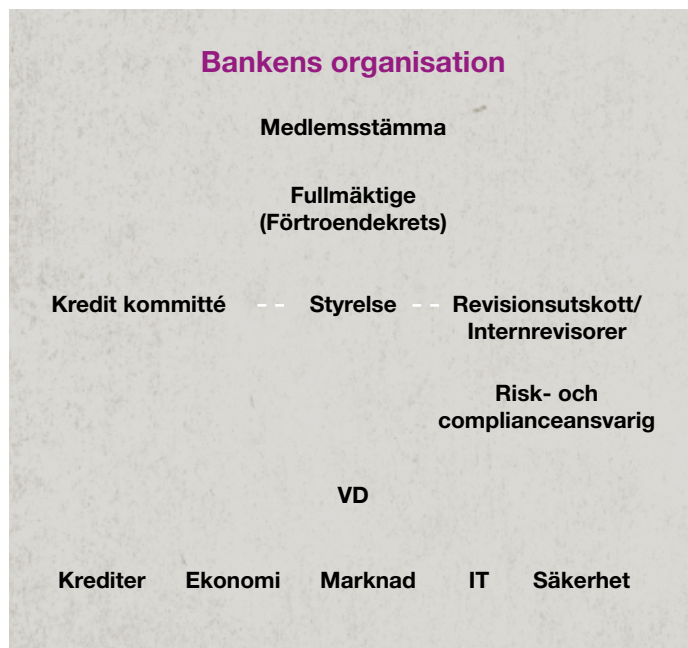 Bankens organisation
Medlemsstämma
Fullmäktige
(Förtroendekrets)
Kredit kommitté -- Styrelse -- Revisionsutskott/
Internrevisorer
Risk- och
complianceansvarig
VD
Krediter Ekonomi Marknad IT Säkerhet